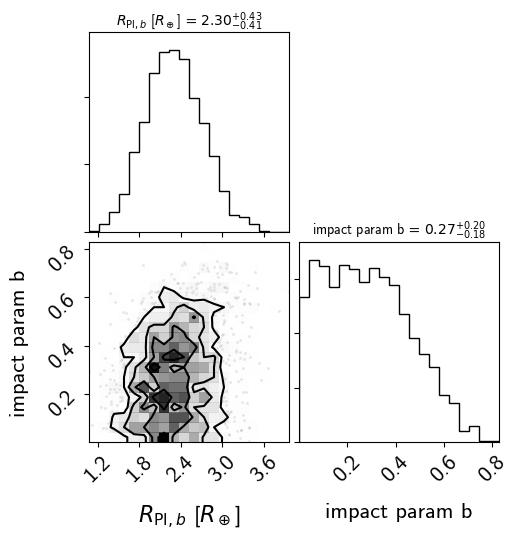 R_Pl,b [R_⊕] = 2.30^{+0.43}_{−0.41}
impact param b
0.8
0.6
0.4
0.2
impact param b = 0.27^{+0.20}_{−0.18}
1.2 1.8 2.4 3.0 3.6
R_Pl,b [R_⊕]
0.2 0.4 0.6 0.8
impact param b